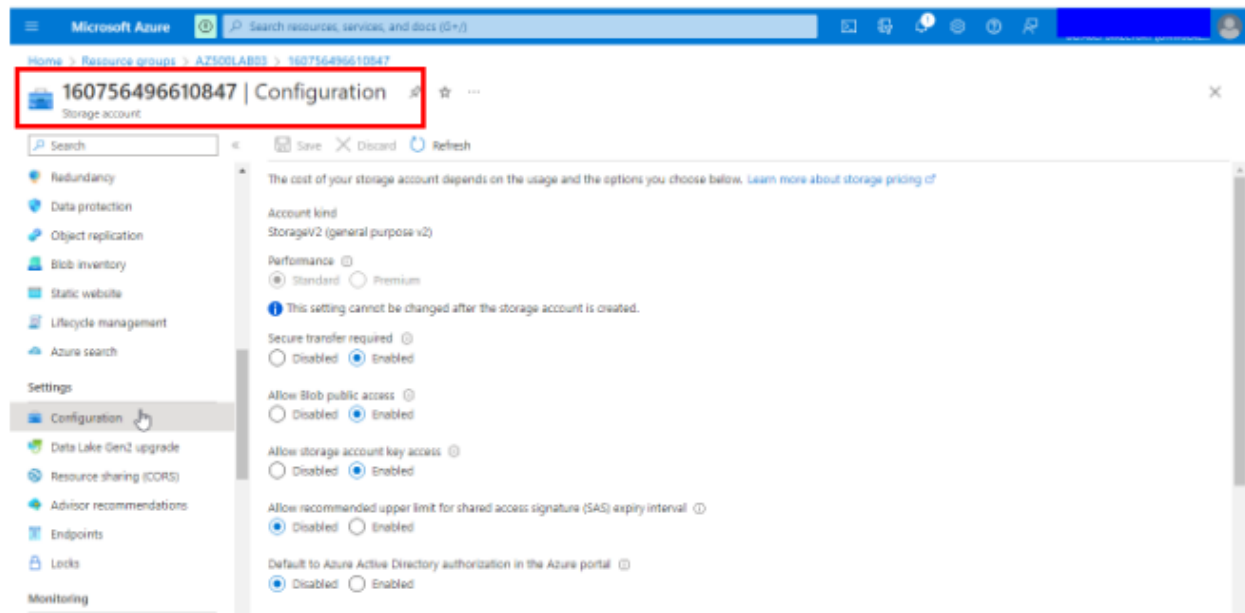 Microsoft Azure
Search resources, services, and docs (G+/)
Home > Resource groups > AZ500LAB03 > 160756496610847
160756496610847 | Configuration
Storage account
Search
Save Discard Refresh
Redundancy
Data protection
Object replication
Blob inventory
Static website
Lifecycle management
Azure search
Settings
Configuration
Data Lake Gen2 upgrade
Resource sharing (CORS)
Advisor recommendations
Endpoints
Locks
Monitoring
The cost of your storage account depends on the usage and the options you choose below. Learn more about storage pricing
Account kind
StorageV2 (general purpose v2)
Performance
Standard Premium
This setting cannot be changed after the storage account is created.
Secure transfer required
Disabled Enabled
Allow Blob public access
Disabled Enabled
Allow storage account key access
Disabled Enabled
Allow recommended upper limit for shared access signature (SAS) expiry interval
Disabled Enabled
Default to Azure Active Directory authorization in the Azure portal
Disabled Enabled